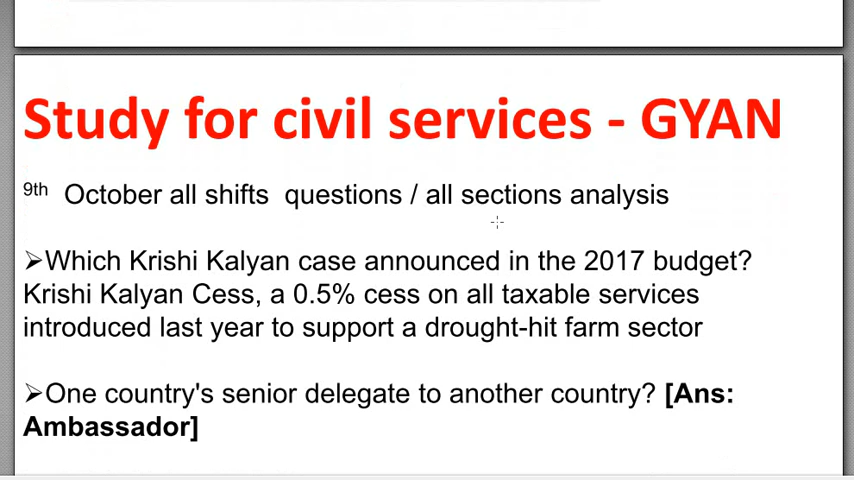 Study for civil services - GYAN
9th October all shifts questions / all sections analysis
➢Which Krishi Kalyan case announced in the 2017 budget?
Krishi Kalyan Cess, a 0.5% cess on all taxable services
introduced last year to support a drought-hit farm sector
➢One country's senior delegate to another country? [Ans:
Ambassador]